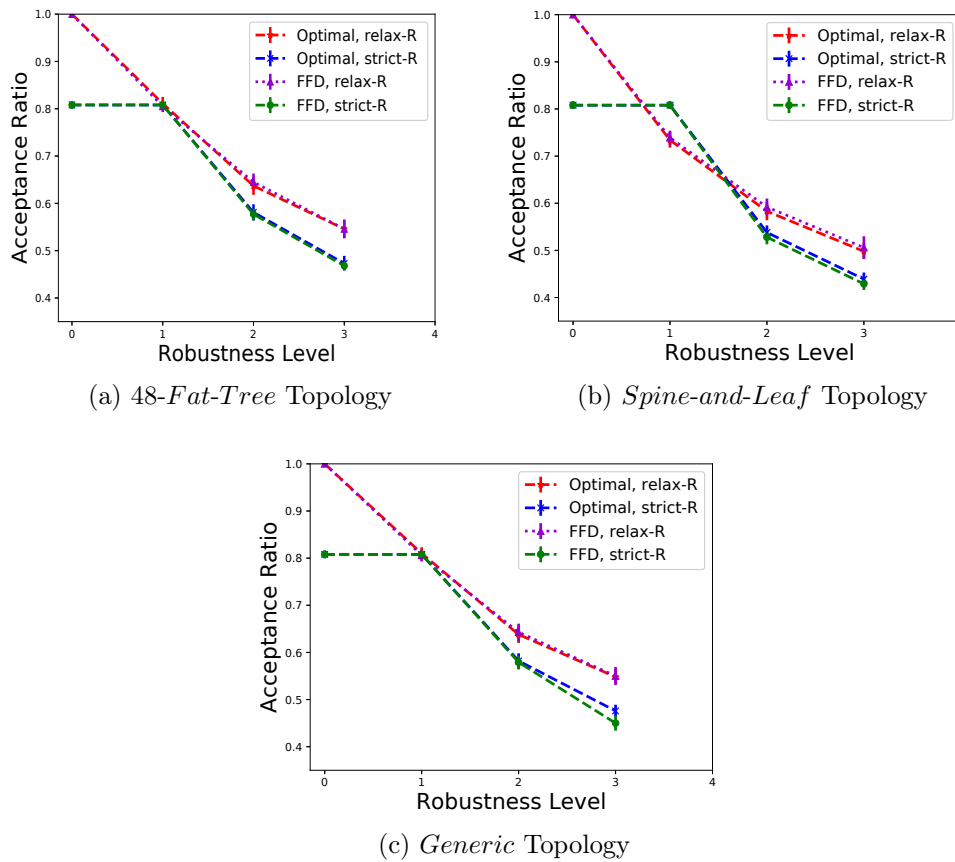 1.0
0.9
0.8
0.7
0.6
0.5
0.4
Acceptance Ratio
Optimal, relax-R
Optimal, strict-R
FFD, relax-R
FFD, strict-R
0 1 2 3 4
Robustness Level
(a) 48-Fat-Tree Topology
1.0
0.9
0.8
0.7
0.6
0.5
0.4
Acceptance Ratio
Optimal, relax-R
Optimal, strict-R
FFD, relax-R
FFD, strict-R
0 1 2 3
Robustness Level
(b) Spine-and-Leaf Topology
1.0
0.9
0.8
0.7
0.6
0.5
0.4
Acceptance Ratio
Optimal, relax-R
Optimal, strict-R
FFD, relax-R
FFD, strict-R
0 1 2 3 4
Robustness Level
(c) Generic Topology